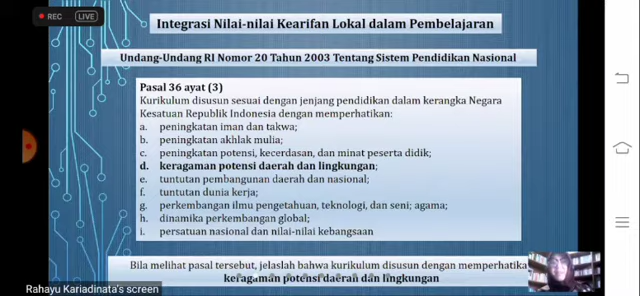 REC
LIVE
Integrasi Nilai-nilai Kearifan Lokal dalam Pembelajaran
Undang-Undang RI Nomor 20 Tahun 2003 Tentang Sistem Pendidikan Nasional
Pasal 36 ayat (3)
Kurikulum disusun sesuai dengan jenjang pendidikan dalam kerangka Negara
Kesatuan Republik Indonesia dengan memperhatikan:
a. peningkatan iman dan takwa;
b. peningkatan akhlak mulia;
c. peningkatan potensi, kecerdasan, dan minat peserta didik;
d. keragaman potensi daerah dan lingkungan;
e. tuntutan pembangunan daerah dan nasional;
f. tuntutan dunia kerja;
g. perkembangan ilmu pengetahuan, teknologi, dan seni; agama;
h. dinamika perkembangan global;
i. persatuan nasional dan nilai-nilai kebangsaan
Bila melihat pasal tersebut, jelaslah bahwa kurikulum disusun dengan memperhatika
keragaman potensi daerah dan lingkungan
Rahayu Kariadinata's screen